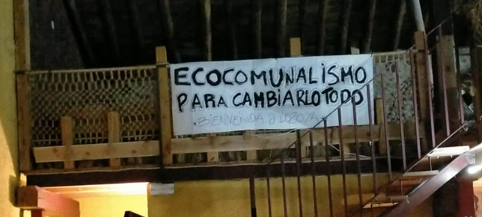 ECOCOMUNALISMO
PARA CAMBIARLO TODO
BIENVENIDA A